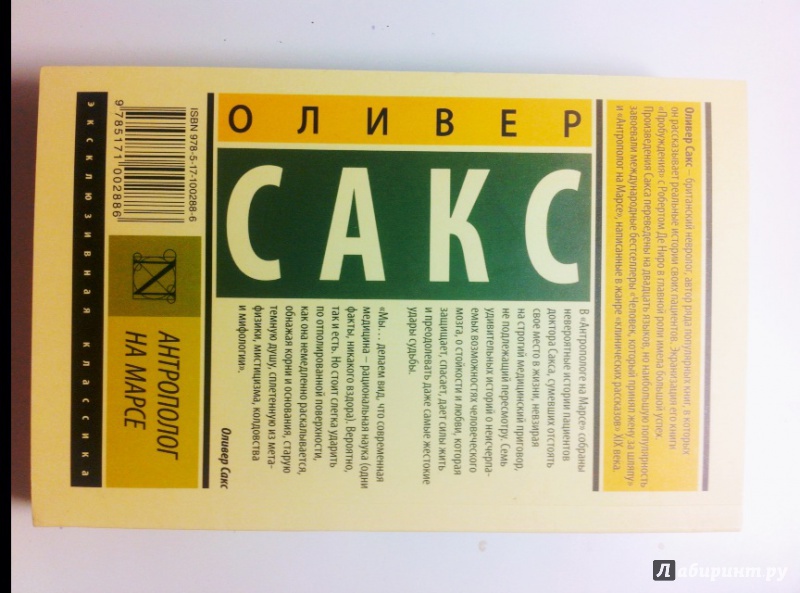 Оливер Сакс – британский невролог, автор ряда популярных книг, в которых
он рассказывает реальные истории своих пациентов. Экранизация его книги
«Пробуждения» с Робертом Де Ниро в главной роли имела большой успех.
Произведения Сакса переведены на двадцать языков, но наибольшую популярность
завоевали международные бестселлеры «Человек, который принял жену за шляпу»
и «Антрополог на Марсе», написанные в жанре «клинических рассказов» XIX века.
ОЛИВЕР
САКС
В «Антропологе на Марсе» собраны
невероятные истории пациентов
доктора Сакса, сумевших отстоять
свое место в жизни, невзирая
на строгий медицинский приговор,
не подлежащий пересмотру. Семь
удивительных историй о неисчерпа-
емых возможностях человеческого
мозга, о стойкости и любви, которая
защищает, спасает, дает силы жить
и преодолевать даже самые жестокие
удары судьбы.
«Мы... делаем вид, что современная
медицина – рациональная наука (одни
факты, никакого вздора). Вероятно,
так и есть. Но стоит слегка ударить
по отполированной поверхности,
как она немедленно раскалывается,
обнажая корни и основания, старую
темную душу, сплетенную из мета-
физики, мистицизма, колдовства
и мифологии».
Оливер Сакс
ISBN 978-5-17-100288-6
9 785171 002886
N
АНТРОПОЛОГ
НА МАРСЕ
эксклюзивная классика
Лабиринт.ру